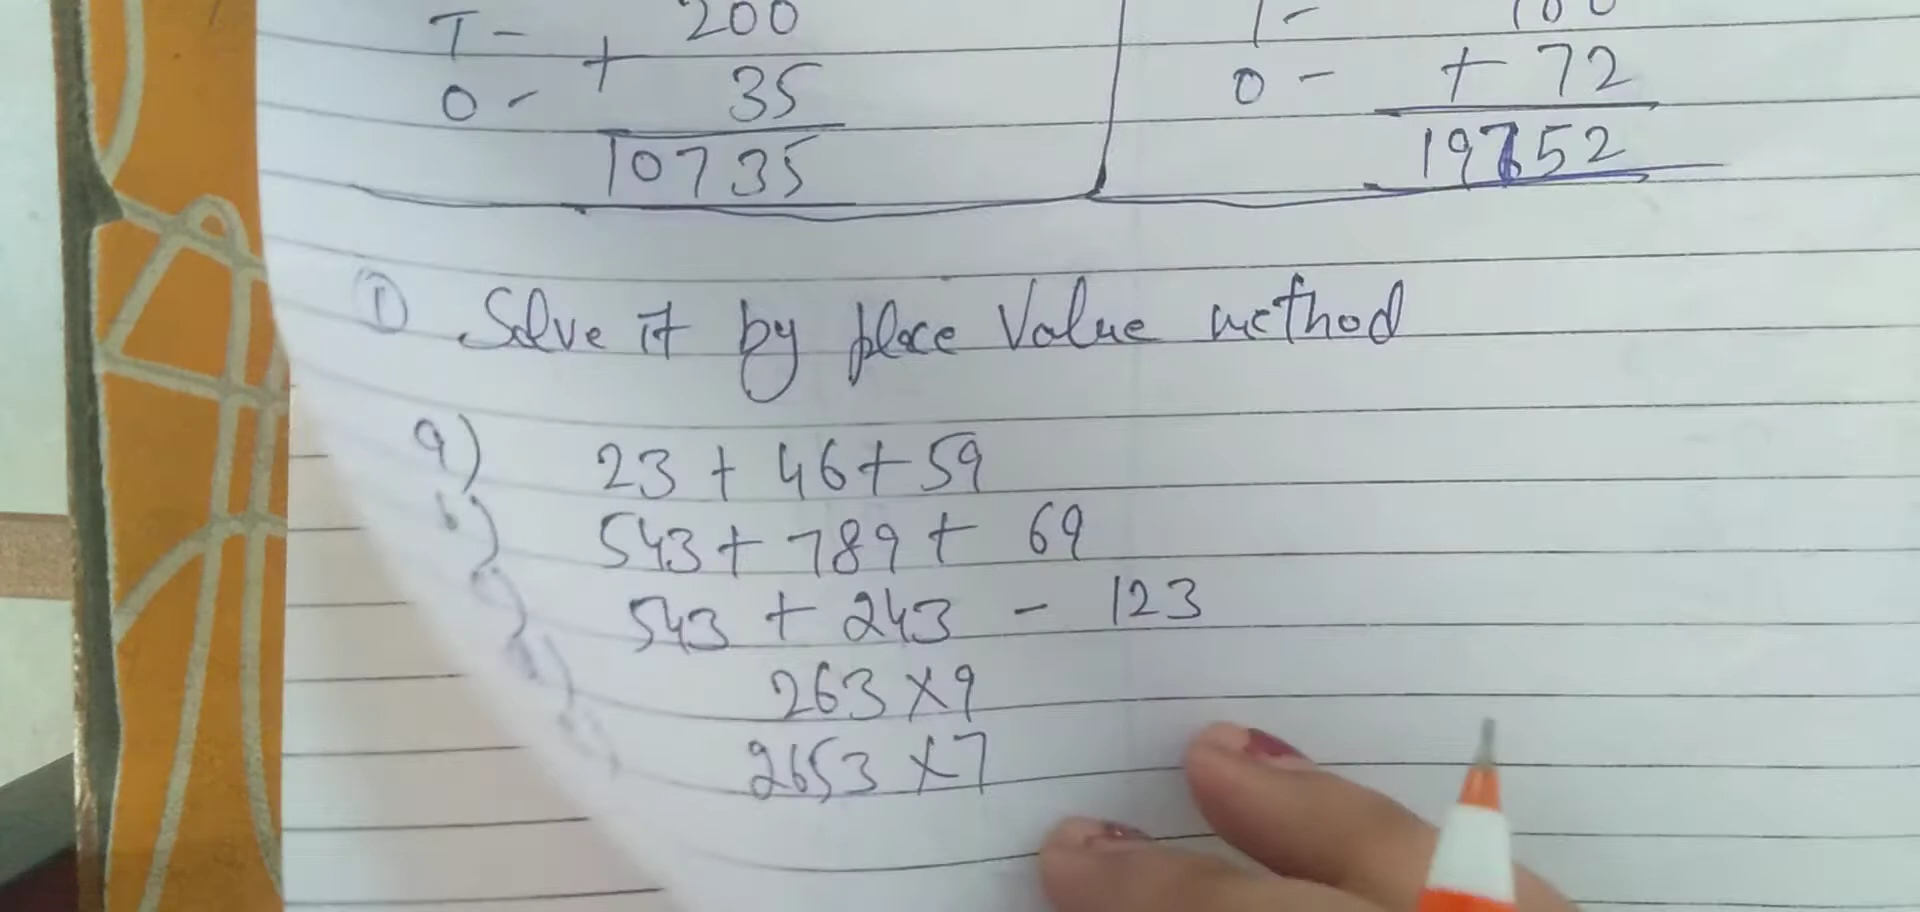 T - + 200
O - 35
10735
O - + 72
19752
① Solve it by place Value method
a) 23 + 46 + 59
b) 543 + 789 + 69
c) 543 + 243 - 123
d) 263 × 9
2653 × 7